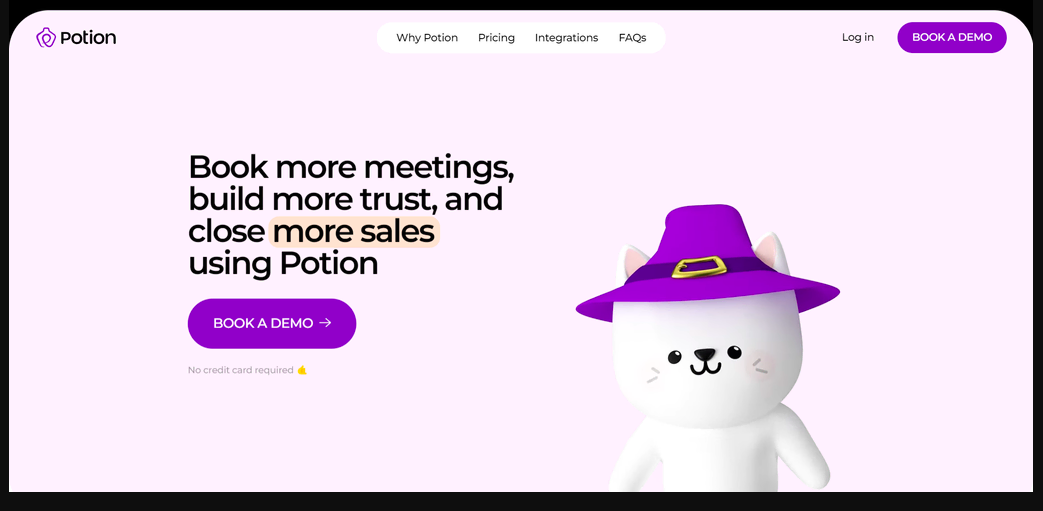 Potion
Why Potion
Pricing
Integrations
FAQs
Log in
BOOK A DEMO
Book more meetings,
build more trust, and
close more sales
using Potion
BOOK A DEMO →
No credit card required 🤙